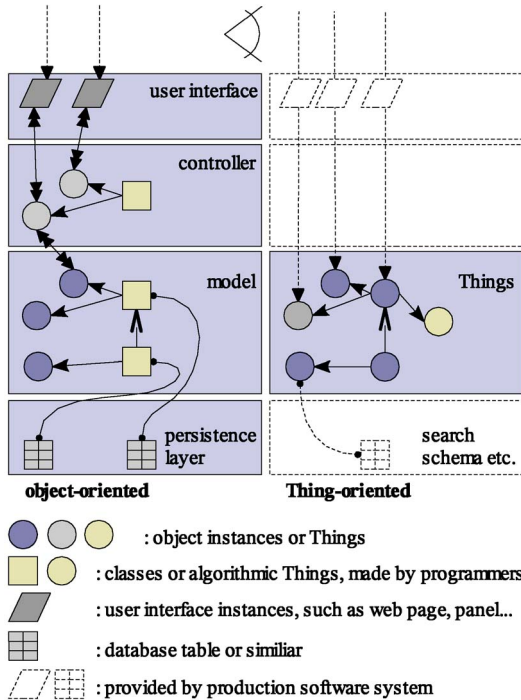 user interface
controller
model
Things
persistence
layer
search
schema etc.
object-oriented
Thing-oriented
: object instances or Things
: classes or algorithmic Things, made by programmers
: user interface instances, such as web page, panel...
: database table or similiar
: provided by production software system